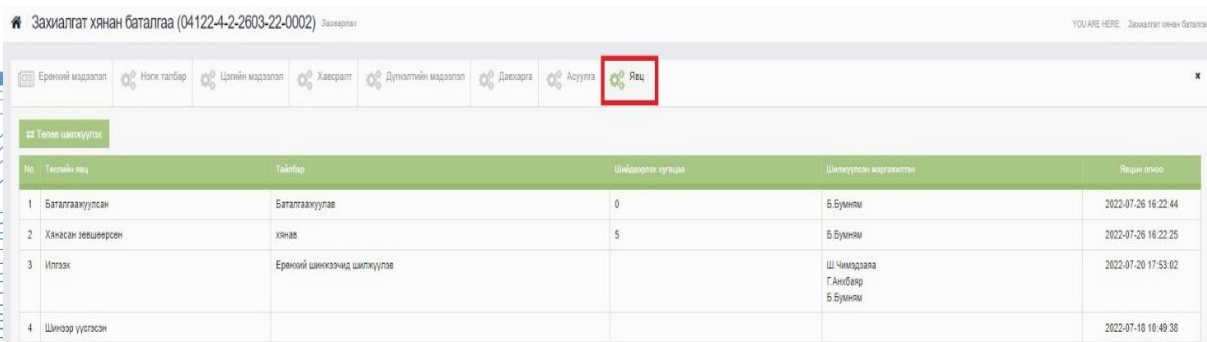 Захиалгат хянан баталгаа (04122-4-2-2603-22-0002) Засварлах
YOU ARE HERE: Захиалгат хянан баталгаа
Ерөнхий мэдээлэл Нэгж талбар Цэгийн мэдээлэл Хавсралт Дүгнэлтийн мэдээлэл Давхарга Асуулга Явц
Төлөв шилжүүлэх
No. Төслийн явц Тайлбар Шийдвэрлэх хугацаа Шилжүүлсэн мэргэжилтэн Явцын огноо
1 Баталгаажуулсан Баталгаажуулав 0 Б.Бумням 2022-07-26 16:22:44
2 Хянасан зөвшөөрсөн хянав 5 Б.Бумням 2022-07-26 16:22:25
3 Илгээх Ерөнхий шинжээчид шилжүүлэв Ш.Чимэдзаяа 2022-07-20 17:53:02
Г.Анхбаяр
Б.Бумням
4 Шинээр үүсгэсэн 2022-07-18 10:49:38